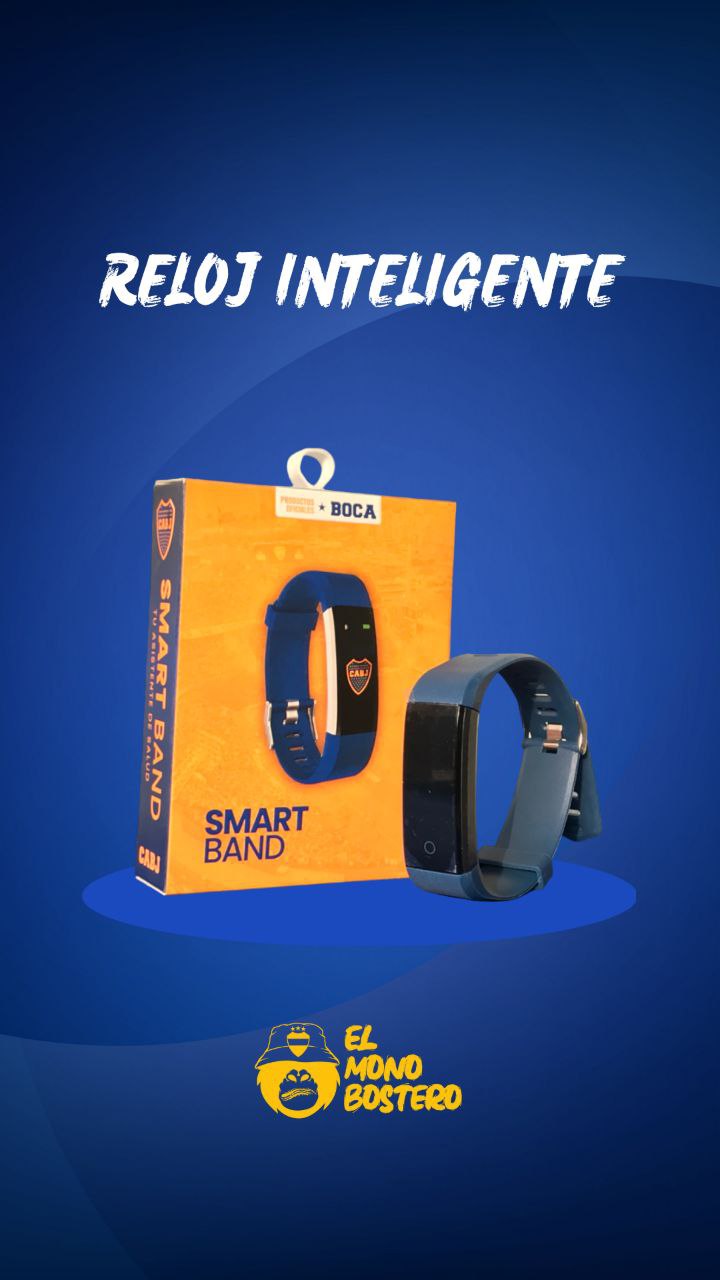 RELOJ INTELIGENTE
PRODUCTOS
OFICIALES
★ BOCA
CABJ
SMART BAND
TU ASISTENTE DE SALUD
CABJ
CABJ
SMART
BAND
EL
MONO
BOSTERO